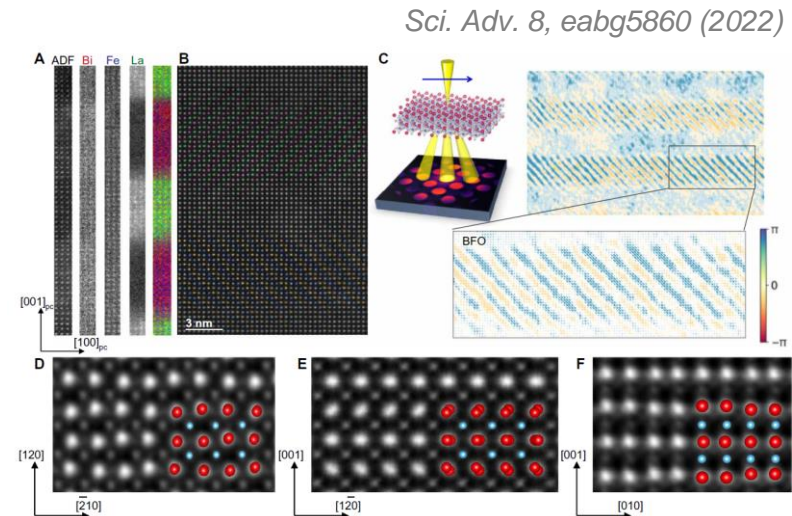 Sci. Adv. 8, eabg5860 (2022)
A ADF Bi Fe La B C
BFO
π
0
−π
[001]pc
[100]pc
3 nm
D E F
[120] [001] [001]
[2̅10] [12̅0] [010]